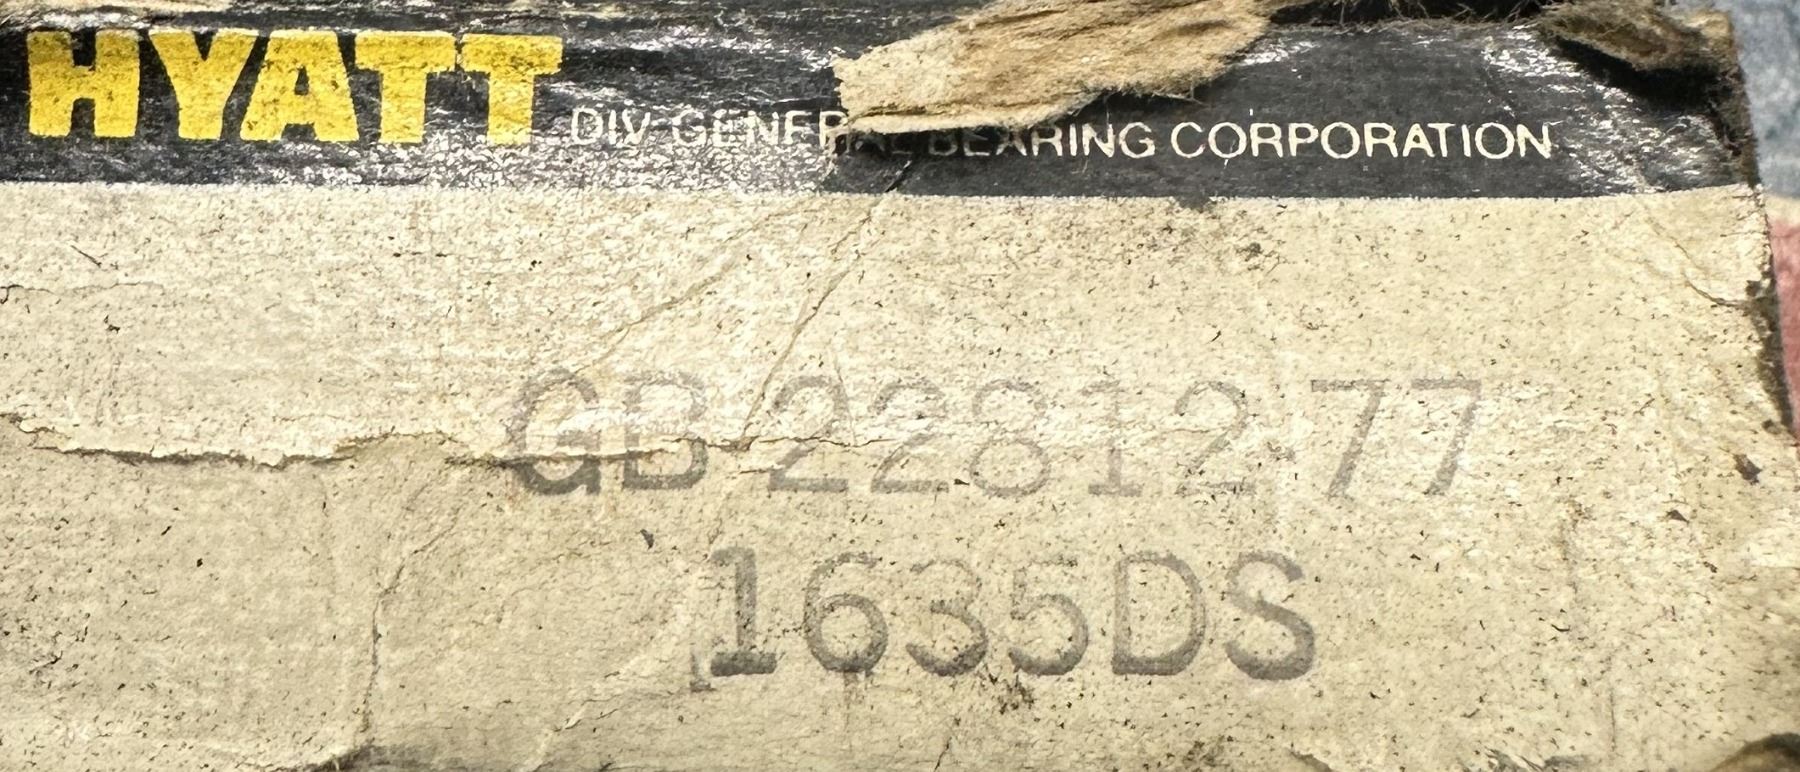 HYATT DIV. GENERAL BEARING CORPORATION
GB 22812-77
1635DS